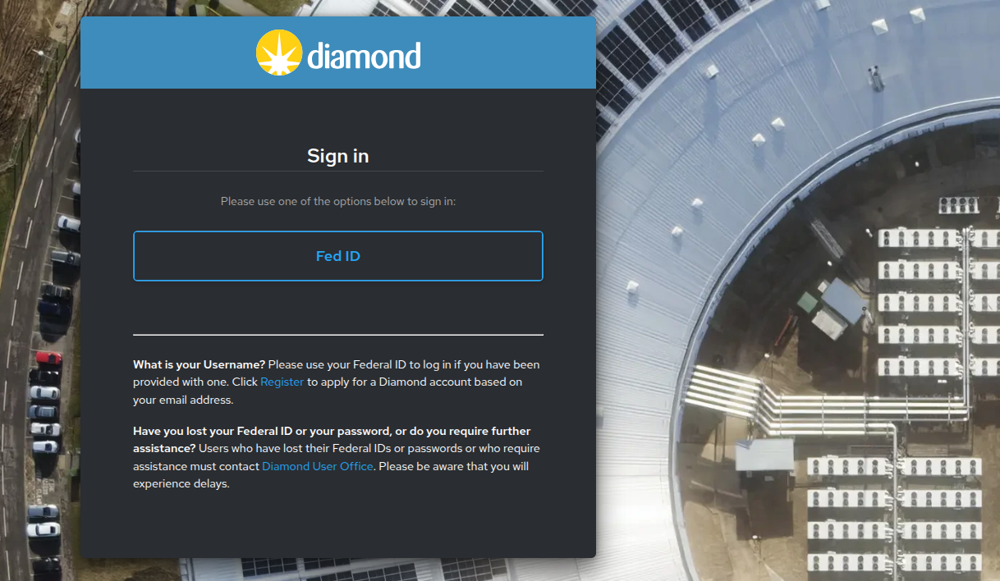 diamond
Sign in
Please use one of the options below to sign in:
Fed ID
What is your Username? Please use your Federal ID to log in if you have been
provided with one. Click Register to apply for a Diamond account based on
your email address.
Have you lost your Federal ID or your password, or do you require further
assistance? Users who have lost their Federal IDs or passwords or who require
assistance must contact Diamond User Office. Please be aware that you will
experience delays.